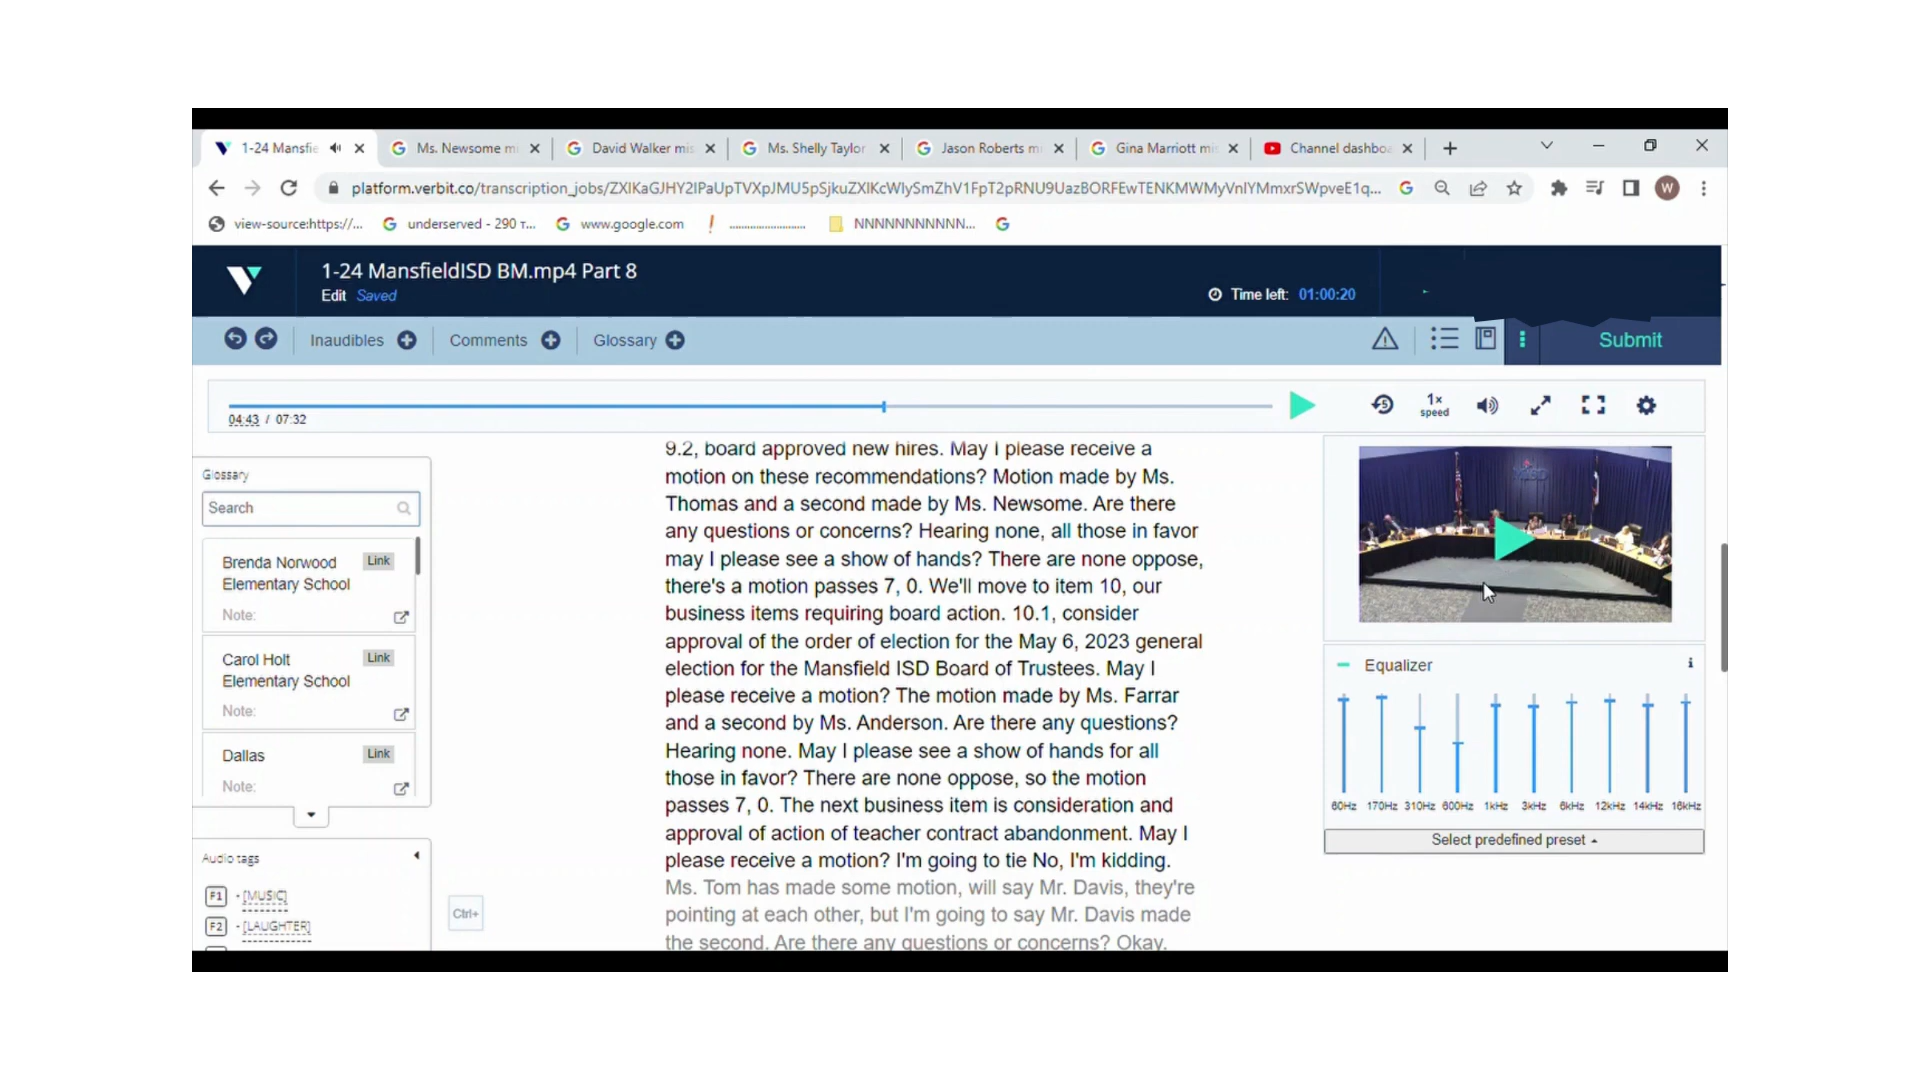 1-24 Mansfie
Ms. Newsome m
David Walker mis
Ms. Shelly Taylor
Jason Roberts m
Gina Marriott mi
Channel dashboa
platform.verbit.co/transcription_jobs/ZXlKaGJHY2lPaUpTVXpJMU5pSjkuZXlKcWlySmZhV1FpT2pRNU9UazBORFEwTENKMWMyVnlYMmxrSWpveE1q...
W
view-source:https://...
underserved - 290 т...
www.google.com
NNNNNNNNNNN...
1-24 MansfieldISD BM.mp4 Part 8
Edit Saved
Time left: 01:00:20
Inaudibles
Comments
Glossary
Submit
04:43 / 07:32
5
1x
speed
Glossary
Search
Brenda Norwood
Elementary School
Link
Note:
Carol Holt
Elementary School
Link
Note:
Dallas
Link
Note:
Audio tags
F1 - [MUSIC]
F2 - [LAUGHTER]
Ctrl+
9.2, board approved new hires. May I please receive a
motion on these recommendations? Motion made by Ms.
Thomas and a second made by Ms. Newsome. Are there
any questions or concerns? Hearing none, all those in favor
may I please see a show of hands? There are none oppose,
there's a motion passes 7, 0. We'll move to item 10, our
business items requiring board action. 10.1, consider
approval of the order of election for the May 6, 2023 general
election for the Mansfield ISD Board of Trustees. May I
please receive a motion? The motion made by Ms. Farrar
and a second by Ms. Anderson. Are there any questions?
Hearing none. May I please see a show of hands for all
those in favor? There are none oppose, so the motion
passes 7, 0. The next business item is consideration and
approval of action of teacher contract abandonment. May I
please receive a motion? I'm going to tie No, I'm kidding.
Ms. Tom has made some motion, will say Mr. Davis, they're
pointing at each other, but I'm going to say Mr. Davis made
the second. Are there any questions or concerns? Okay.
Equalizer
60Hz 170Hz 310Hz 600Hz 1kHz 3kHz 6kHz 12kHz 14kHz 16kHz
Select predefined preset